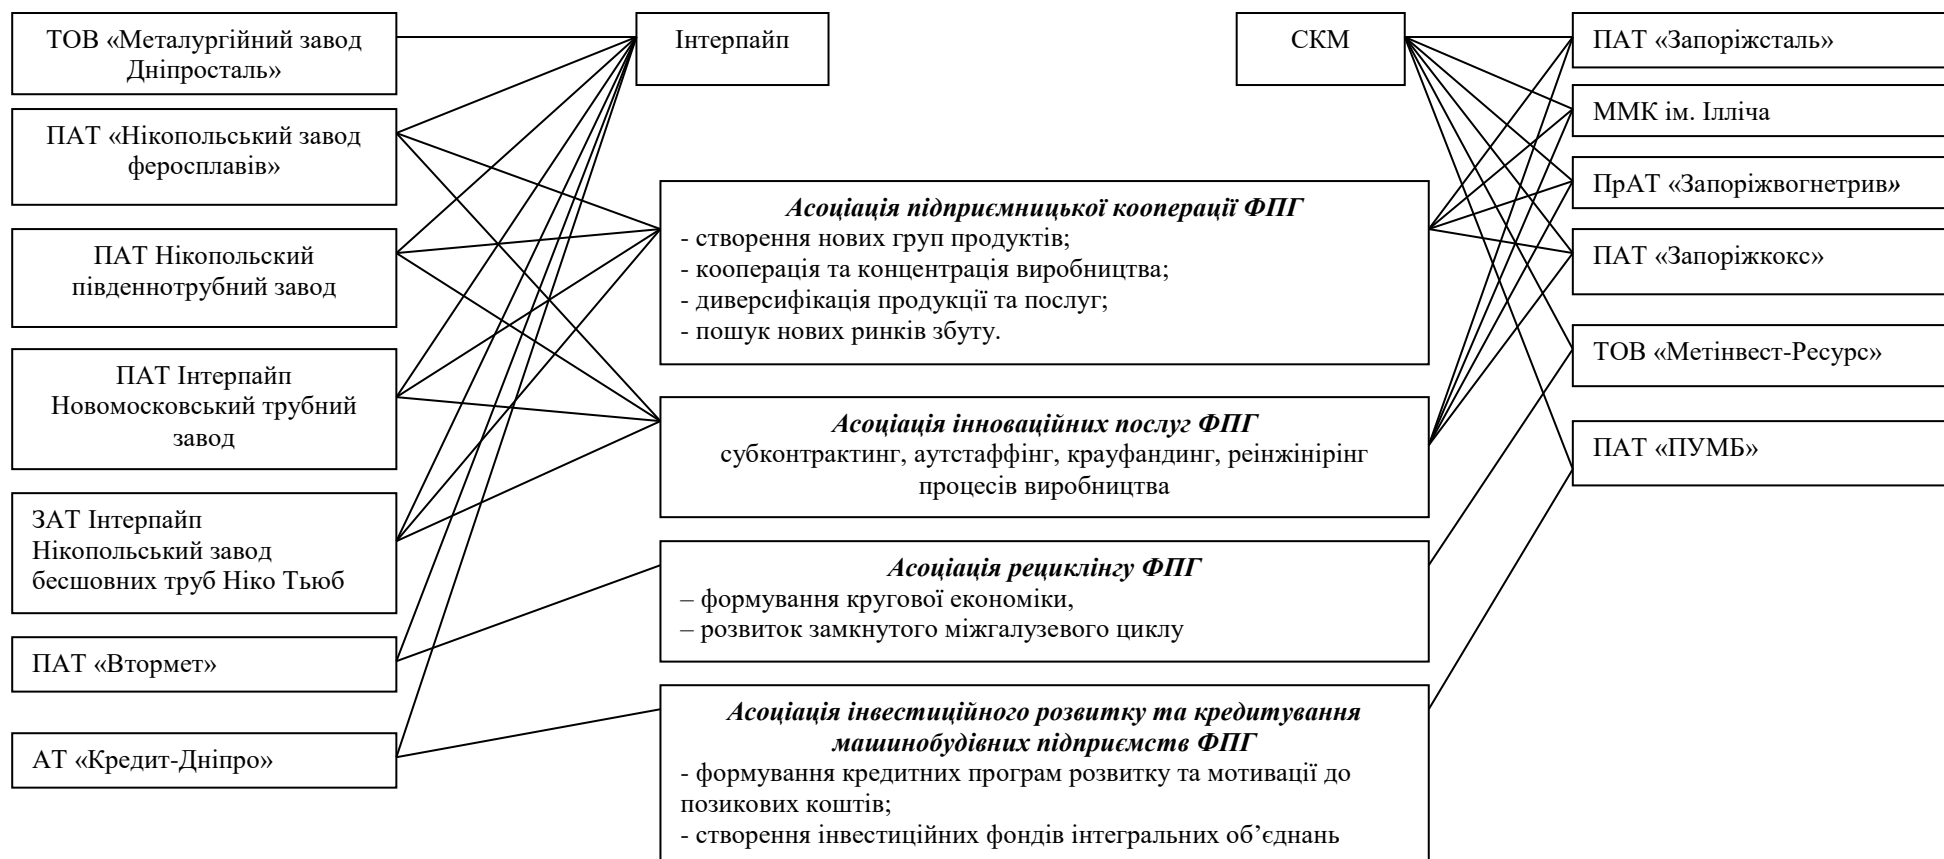 ТОВ «Металургійний завод
Дніпросталь»
ПАТ «Нікопольський завод
феросплавів»
ПАТ Нікопольский
південнотрубний завод
ПАТ Інтерпайп
Новомосковський трубний
завод
ЗАТ Інтерпайп
Нікопольський завод
бесшовних труб Ніко Тьюб
ПАТ «Втормет»
АТ «Кредит-Дніпро»
Інтерпайп
СКМ
Асоціація підприємницької кооперації ФПГ
- створення нових груп продуктів;
- кооперація та концентрація виробництва;
- диверсифікація продукції та послуг;
- пошук нових ринків збуту.
Асоціація інноваційних послуг ФПГ
субконтрактинг, аутстаффінг, крауфандинг, реінжінірінг
процесів виробництва
Асоціація рециклінгу ФПГ
– формування кругової економіки,
– розвиток замкнутого міжгалузевого циклу
Асоціація інвестиційного розвитку та кредитування
машинобудівних підприємств ФПГ
- формування кредитних програм розвитку та мотивації до
позикових коштів;
- створення інвестиційних фондів інтегральних об’єднань
ПАТ «Запоріжсталь»
ММК ім. Ілліча
ПрАТ «Запоріжвогнетрив»
ПАТ «Запоріжкокс»
ТОВ «Метінвест-Ресурс»
ПАТ «ПУМБ»